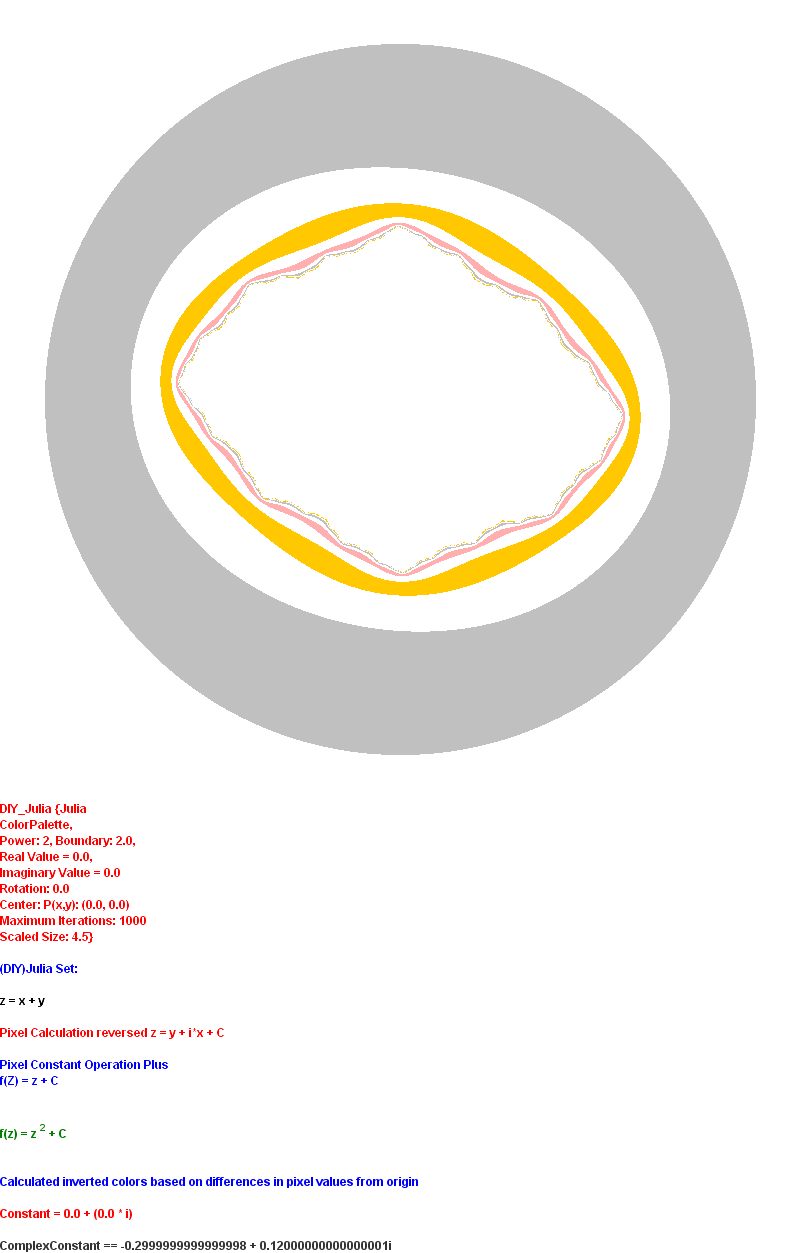 DIY_Julia {Julia
ColorPalette,
Power: 2, Boundary: 2.0,
Real Value = 0.0,
Imaginary Value = 0.0
Rotation: 0.0
Center: P(x,y): (0.0, 0.0)
Maximum Iterations: 1000
Scaled Size: 4.5}
(DIY)Julia Set:
z = x + y
Pixel Calculation reversed z = y + i*x + C
Pixel Constant Operation Plus
f(Z) = z + C
f(z) = z ² + C
Calculated inverted colors based on differences in pixel values from origin
Constant = 0.0 + (0.0 * i)
ComplexConstant == -0.2999999999999998 + 0.12000000000000001i